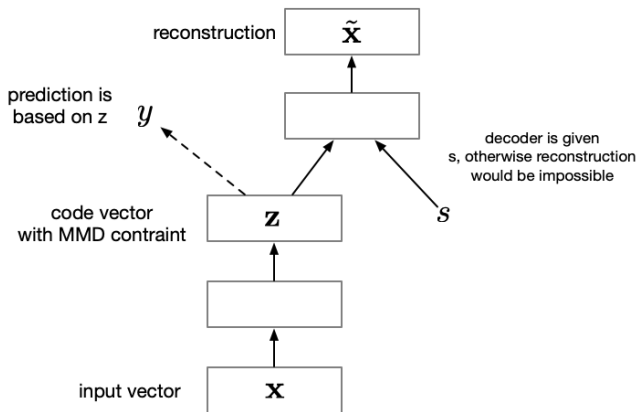 reconstruction x̃
prediction is
based on z y
decoder is given
s, otherwise reconstruction
would be impossible
code vector
with MMD contraint z
s
input vector x